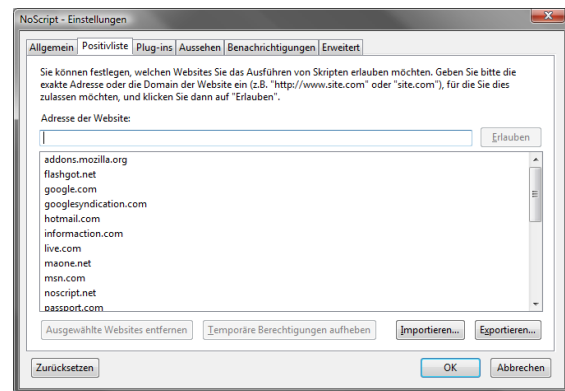 NoScript - Einstellungen
Allgemein Positivliste Plug-ins Aussehen Benachrichtigungen Erweitert
Sie können festlegen, welchen Websites Sie das Ausführen von Skripten erlauben möchten. Geben Sie bitte die
exakte Adresse oder die Domain der Website ein (z.B. "http://www.site.com" oder "site.com"), für die Sie dies
zulassen möchten, und klicken Sie dann auf "Erlauben".
Adresse der Website:
Erlauben
addons.mozilla.org
flashgot.net
google.com
googlesyndication.com
hotmail.com
informaction.com
live.com
maone.net
msn.com
noscript.net
passport.com
Ausgewählte Websites entfernen Temporäre Berechtigungen aufheben Importieren... Exportieren...
Zurücksetzen OK Abbrechen